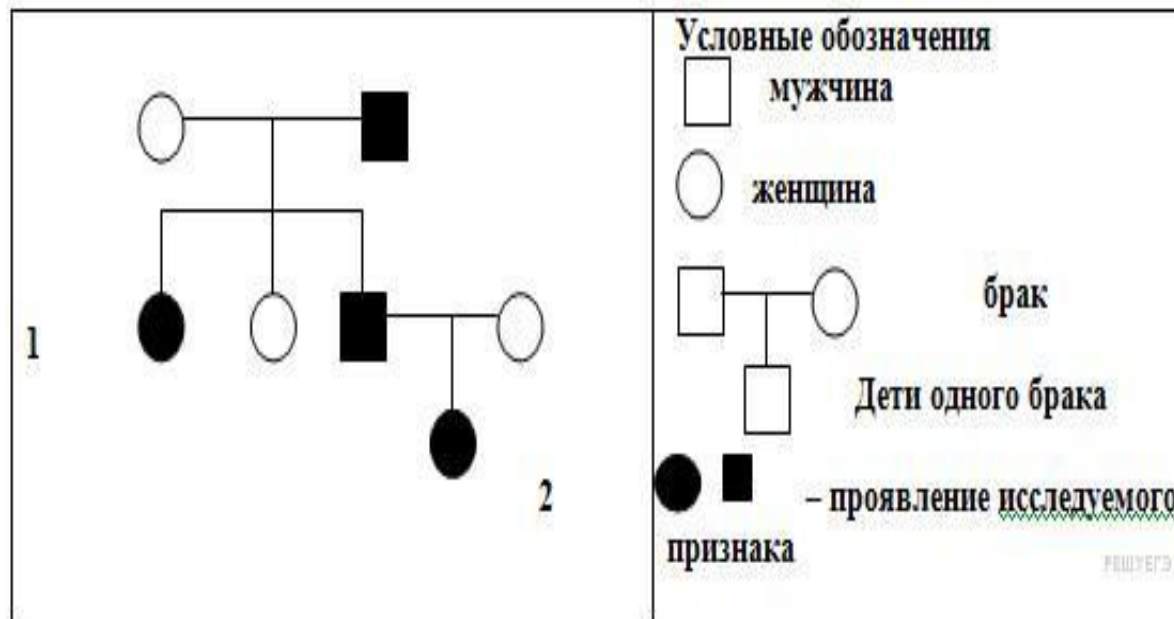 Условные обозначения
мужчина
женщина
брак
Дети одного брака
– проявление исследуемого
признака
1
2
РЕШУЕГЭ